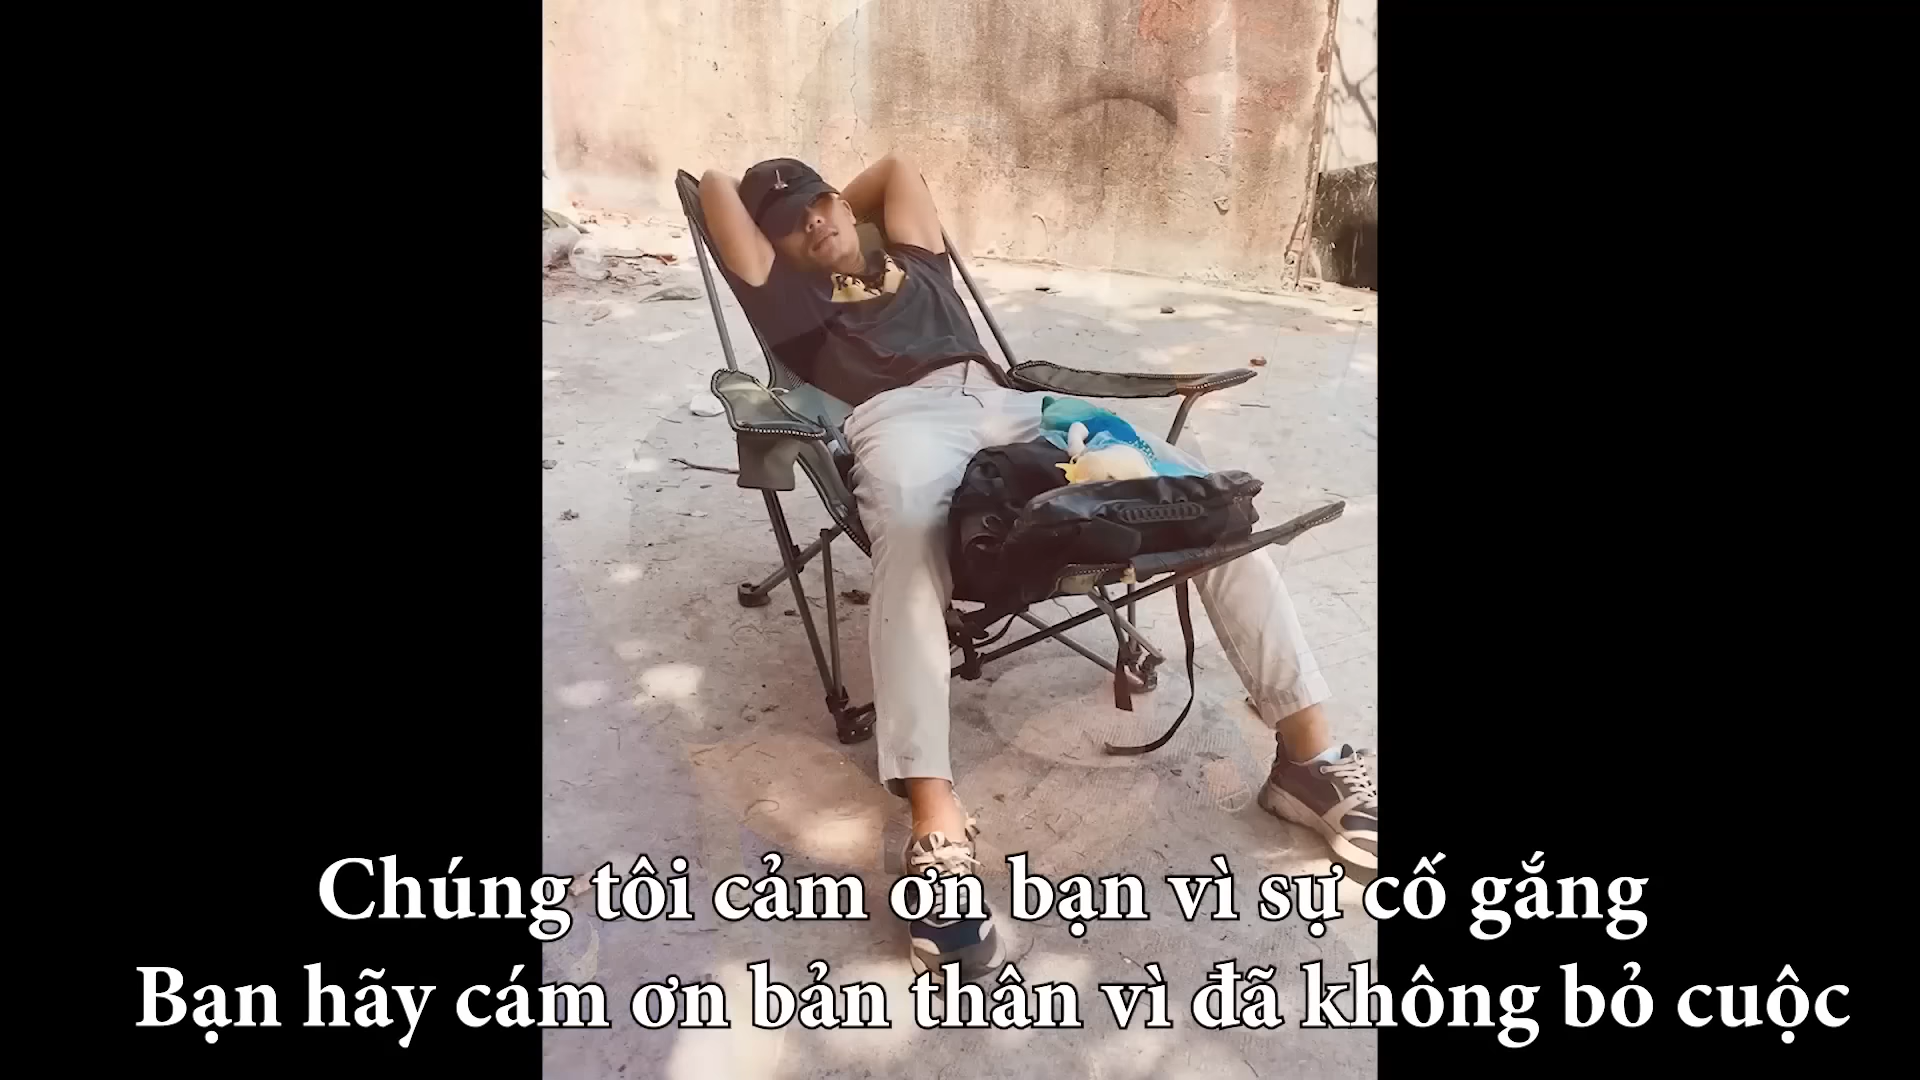 Chúng tôi cảm ơn bạn vì sự cố gắng
Bạn hãy cám ơn bản thân vì đã không bỏ cuộc